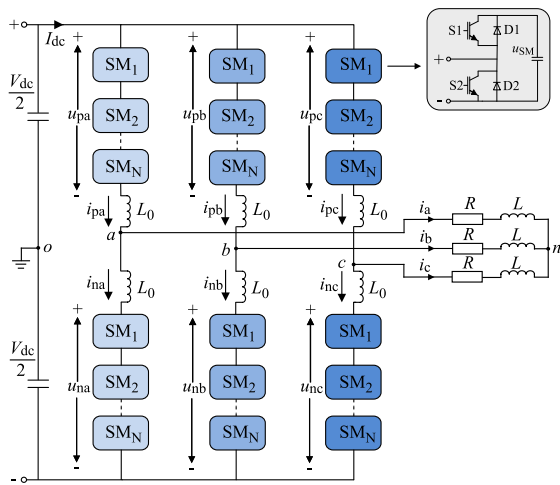 + I_dc + + +
S1 D1
u_SM
+
S2 D2
-
SM_1 SM_1 SM_1
V_dc/2
u_pa SM_2 u_pb SM_2 u_pc SM_2
SM_N SM_N SM_N
- - -
i_pa L_0 i_pb L_0 i_pc L_0
a i_a R L
o b i_b R L n
c i_c R L
i_na L_0 i_nb L_0 i_nc L_0
+ + +
SM_1 SM_1 SM_1
V_dc/2
u_na SM_2 u_nb SM_2 u_nc SM_2
SM_N SM_N SM_N
- - - -